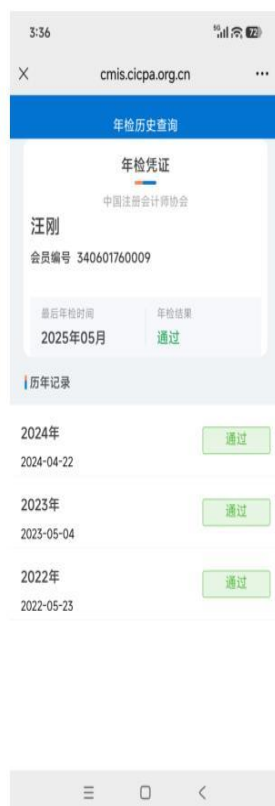 3:36
72
cmis.cicpa.org.cn
年检历史查询
年检凭证
中国注册会计师协会
汪刚
会员编号 340601760009
最后年检时间 年检结果
2025年05月 通过
历年记录
2024年 通过
2024-04-22
2023年 通过
2023-05-04
2022年 通过
2022-05-23